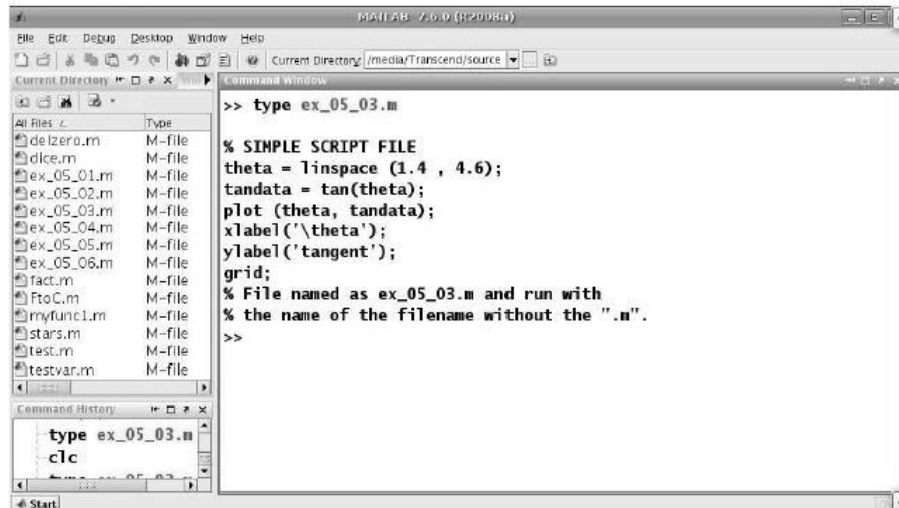 MATLAB 7.6.0 (R2008a)
File Edit Debug Desktop Window Help
Current Directory: /media/Transcend/source
Current Directory
Command Window
All Files Type
delzero.m M-file
dice.m M-file
ex_05_01.m M-file
ex_05_02.m M-file
ex_05_03.m M-file
ex_05_04.m M-file
ex_05_05.m M-file
ex_05_06.m M-file
fact.m M-file
FtoC.m M-file
myfunc1.m M-file
stars.m M-file
test.m M-file
testvar.m M-file
Command History
type ex_05_03.m
clc
>> type ex_05_03.m
% SIMPLE SCRIPT FILE
theta = linspace (1.4 , 4.6);
tandata = tan(theta);
plot (theta, tandata);
xlabel('\theta');
ylabel('tangent');
grid;
% File named as ex_05_03.m and run with
% the name of the filename without the ".m".
>>
Start